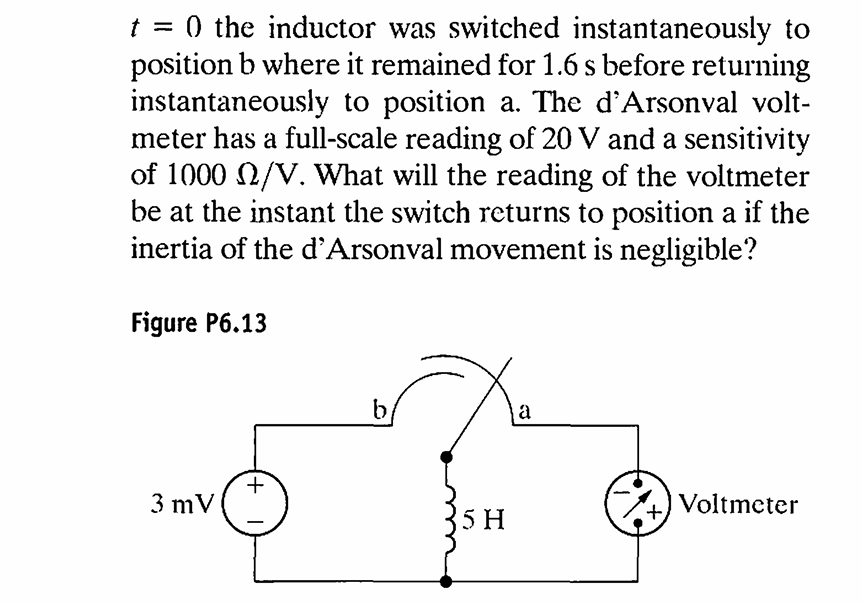 t = 0 the inductor was switched instantaneously to
position b where it remained for 1.6 s before returning
instantaneously to position a. The d'Arsonval volt-
meter has a full-scale reading of 20 V and a sensitivity
of 1000 Ω/V. What will the reading of the voltmeter
be at the instant the switch returns to position a if the
inertia of the d'Arsonval movement is negligible?
Figure P6.13
b
a
3 mV
+
−
5 H
−
+
Voltmeter